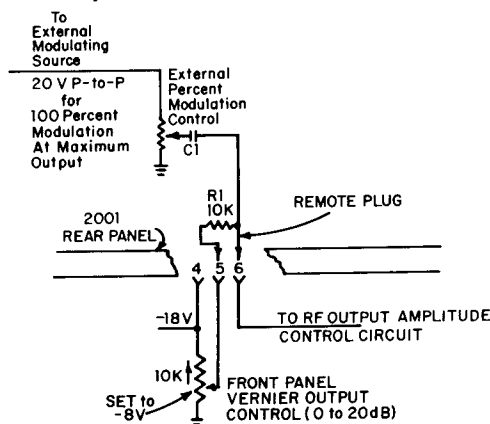 To
External
Modulating
Source
20 V P-to-P
for
100 Percent
Modulation
At Maximum
Output
External
Percent
Modulation
Control
C1
R1
10K
REMOTE PLUG
2001
REAR PANEL
4 5 6
-18V
TO RF OUTPUT AMPLITUDE
CONTROL CIRCUIT
10K
SET to
-8V
FRONT PANEL
VERNIER OUTPUT
CONTROL (0 to 20dB)